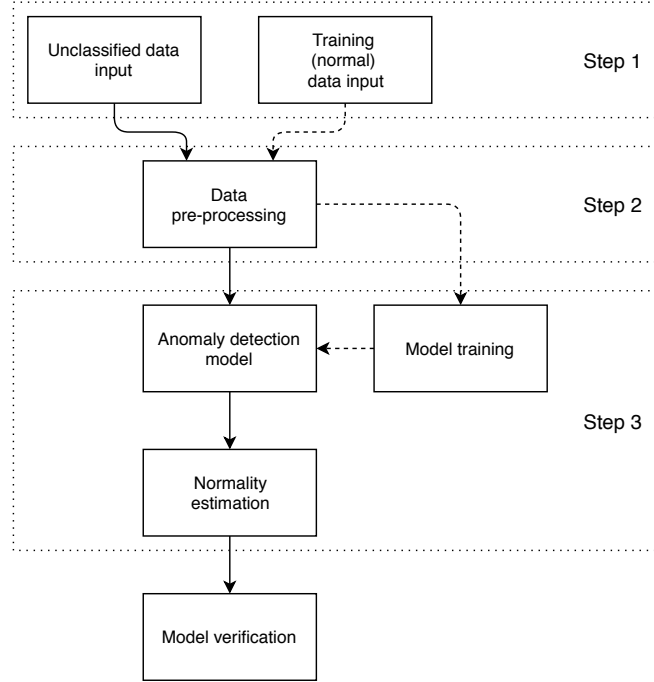 Unclassified data
input
Training
(normal)
data input
Step 1
Data
pre-processing
Step 2
Anomaly detection
model
Model training
Step 3
Normality
estimation
Model verification